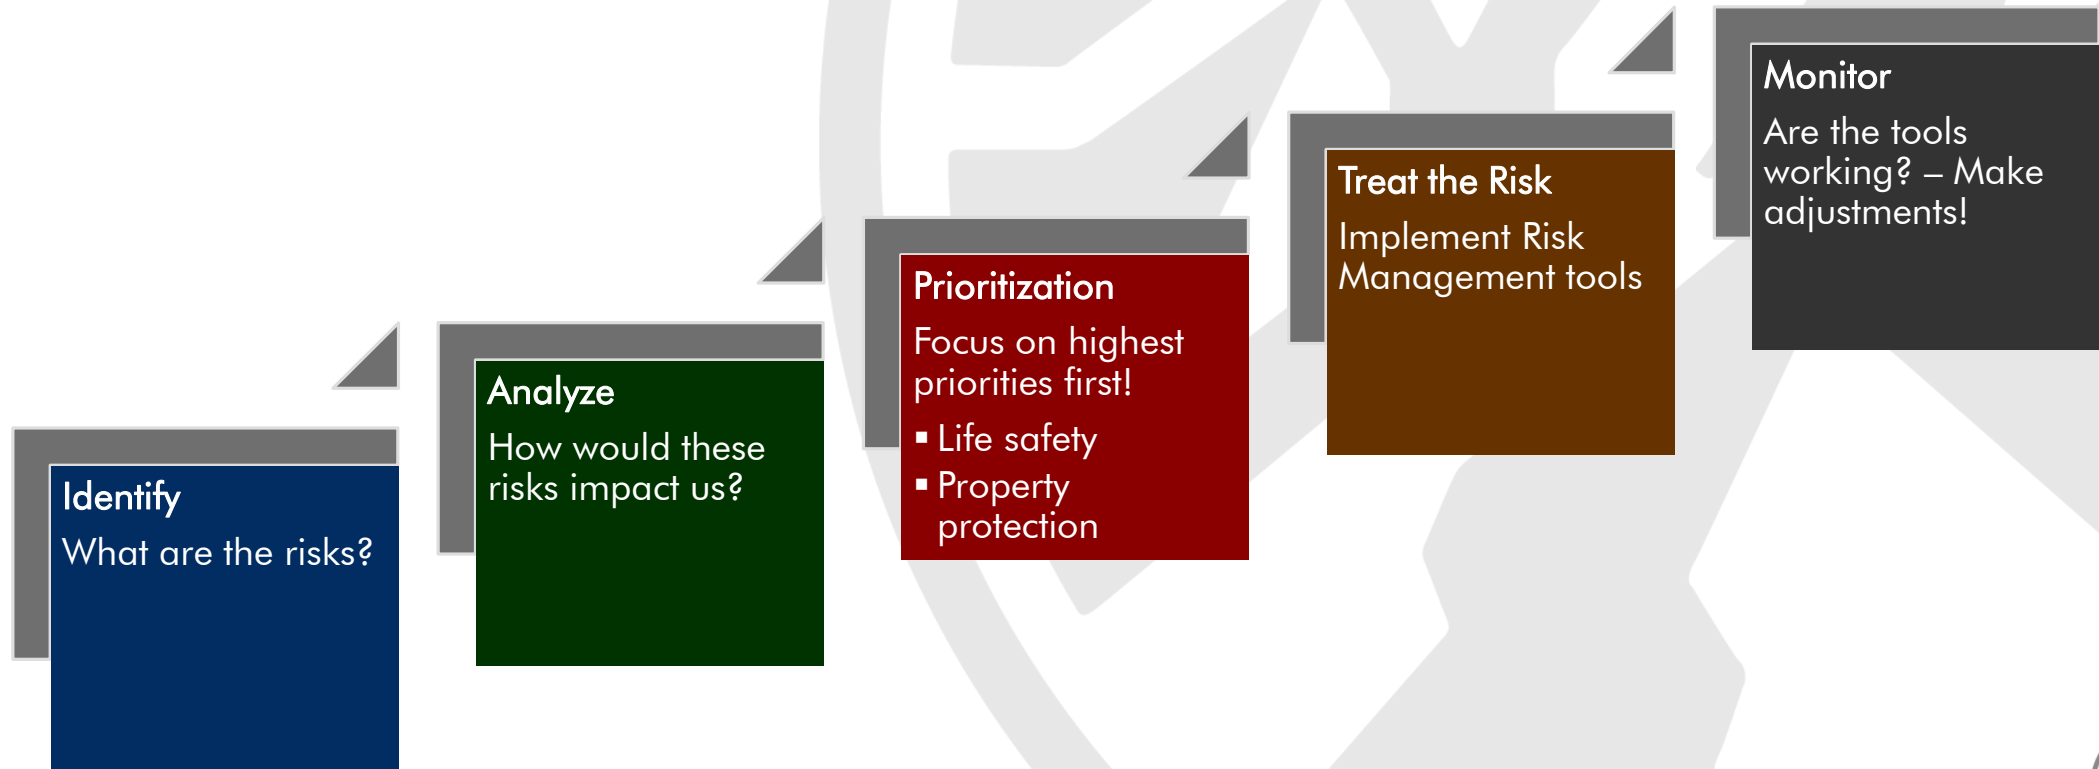 Identify
What are the risks?
Analyze
How would these
risks impact us?
Prioritization
Focus on highest
priorities first!
▪ Life safety
▪ Property
protection
Treat the Risk
Implement Risk
Management tools
Monitor
Are the tools
working? – Make
adjustments!